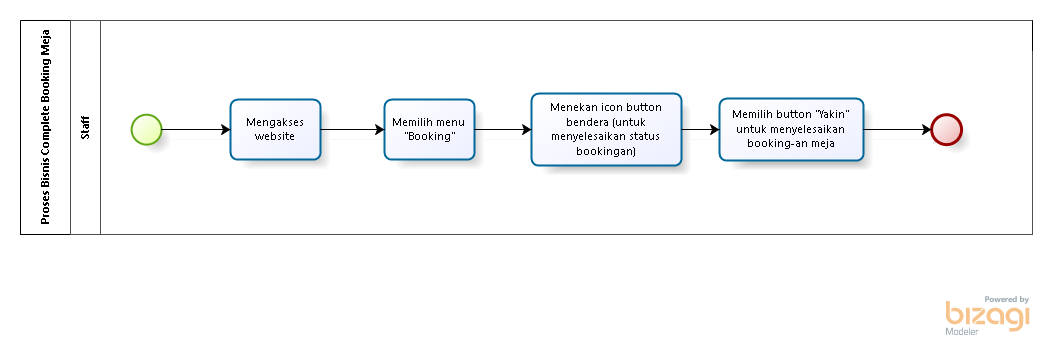 Proses Bisnis Complete Booking Meja
Staff
Mengakses
website
Memilih menu
"Booking"
Menekan icon button
bendera (untuk
menyelesaikan status
bookingan)
Memilih button "Yakin"
untuk menyelesaikan
booking-an meja
Powered by
bizagi
Modeler